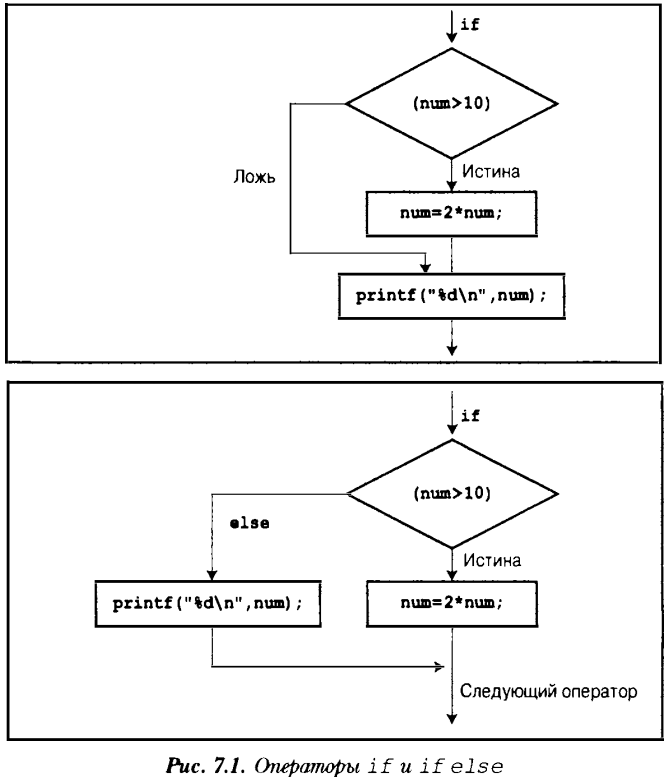 if
(num>10)
Ложь
Истина
num=2*num;
printf("%d\n",num);
if
(num>10)
else
Истина
printf("%d\n",num);
num=2*num;
Следующий оператор
Рис. 7.1. Операторы if и if else